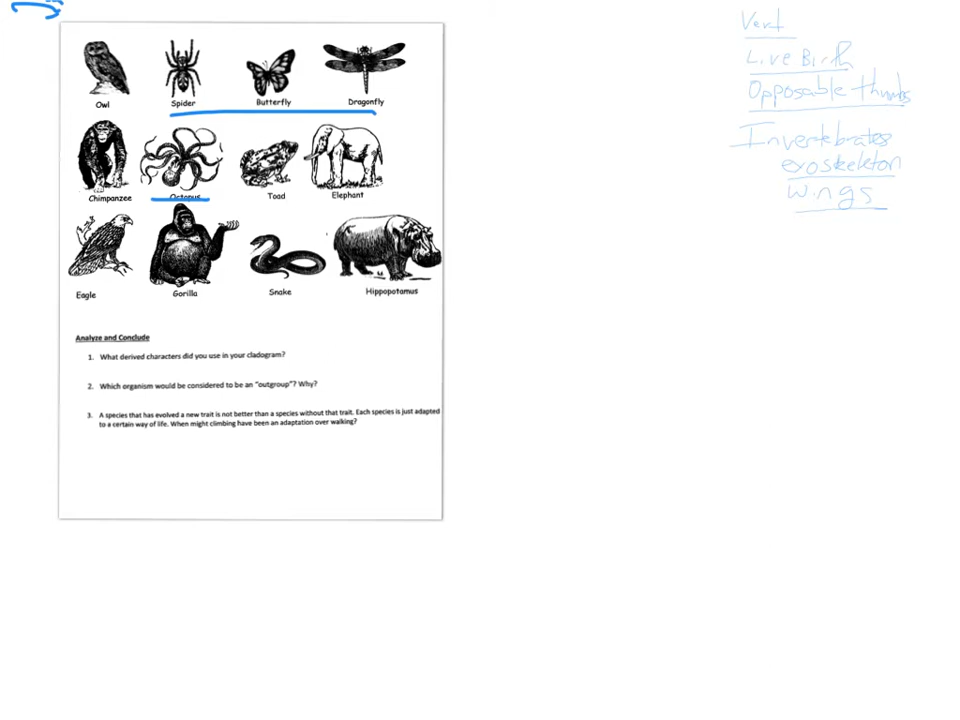 Owl Spider Butterfly Dragonfly
Chimpanzee Octopus Toad Elephant
Eagle Gorilla Snake Hippopotamus
Analyze and Conclude
1. What derived characters did you use in your cladogram?
2. Which organism would be considered to be an "outgroup"? Why?
3. A species that has evolved a new trait is not better than a species without that trait. Each species is just adapted
to a certain way of life. When might climbing have been an adaptation over walking?
Vert
Live Birth
Opposable thumbs
Invertebrates
exoskeleton
wings